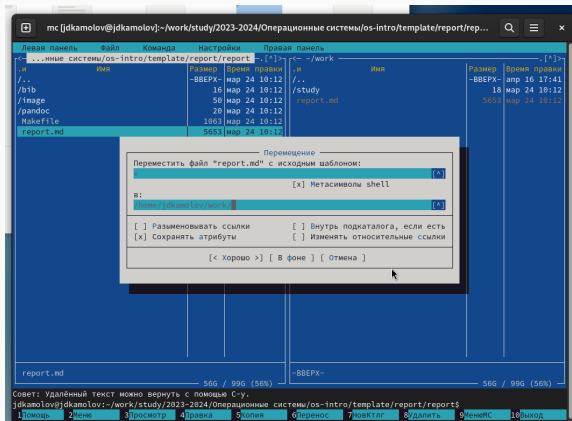 mc [jdkamolov@jdkamolov]:~/work/study/2023-2024/Операционные системы/os-intro/template/report/rep...
Левая панель Файл Команда Настройки Правая панель
<─ ...нные системы/os-intro/template/report/report ─.[^]>
.и Имя Размер Время правки
/.. -ВВЕРХ- мар 24 10:12
/bib 16 мар 24 10:12
/image 50 мар 24 10:12
/pandoc 20 мар 24 10:12
Makefile 1063 мар 24 10:12
report.md 5653 мар 24 10:12
<─ ~/work ─.[^]>
.и Имя Размер Время правки
/.. -ВВЕРХ- апр 16 17:41
/study 18 мар 24 10:12
report.md 5653 мар 24 10:12
Перемещение
Переместить файл "report.md" с исходным шаблоном:
* [^]
[x] Метасимволы shell
в:
/home/jdkamolov/work/ [^]
[ ] Разыменовывать ссылки [ ] Внутрь подкаталога, если есть
[x] Сохранять атрибуты [ ] Изменять относительные ссылки
[< Хорошо >] [ В фоне ] [ Отмена ]
report.md
56G / 99G (56%)
-ВВЕРХ-
56G / 99G (56%)
Совет: Удалённый текст можно вернуть с помощью C-y.
jdkamolov@jdkamolov:~/work/study/2023-2024/Операционные системы/os-intro/template/report/report$
1Помощь 2Меню 3Просмотр 4Правка 5Копия 6Перенос 7НовКтлг 8Удалить 9МенюMC 10Выход